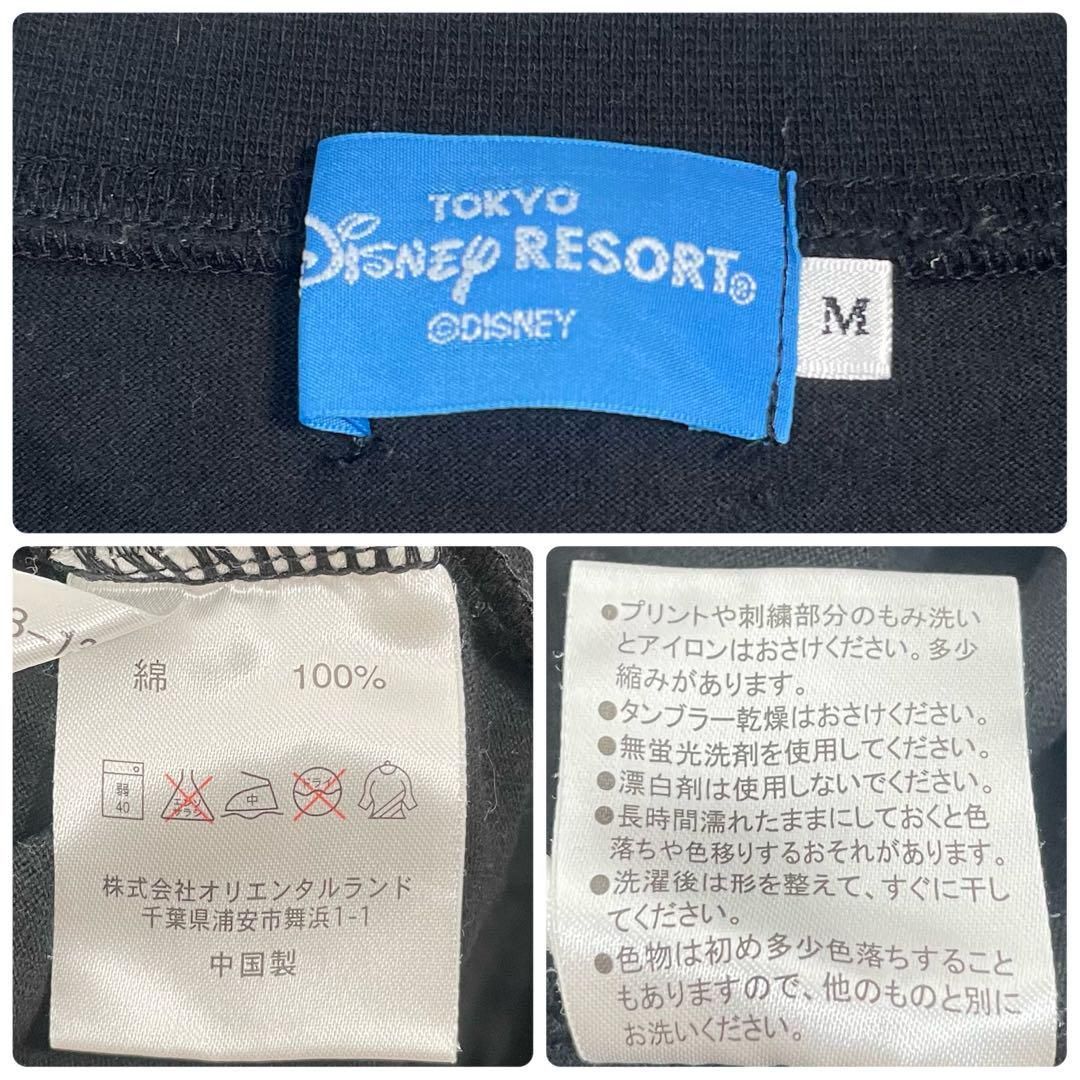 TOKYO
Disney RESORT®
©DISNEY
M
綿 100%
弱
40
エンソ
サラシ
中
ドライ
株式会社オリエンタルランド
千葉県浦安市舞浜1-1
中国製
●プリントや刺繍部分のもみ洗い
とアイロンはおさけください。多少
縮みがあります。
●タンブラー乾燥はおさけください。
●無蛍光洗剤を使用してください。
●漂白剤は使用しないでください。
●長時間濡れたままにしておくと色
落ちや色移りするおそれがあります。
●洗濯後は形を整えて、すぐに干し
てください。
●色物は初め多少色落ちすること
もありますので、他のものと別に
お洗いください。